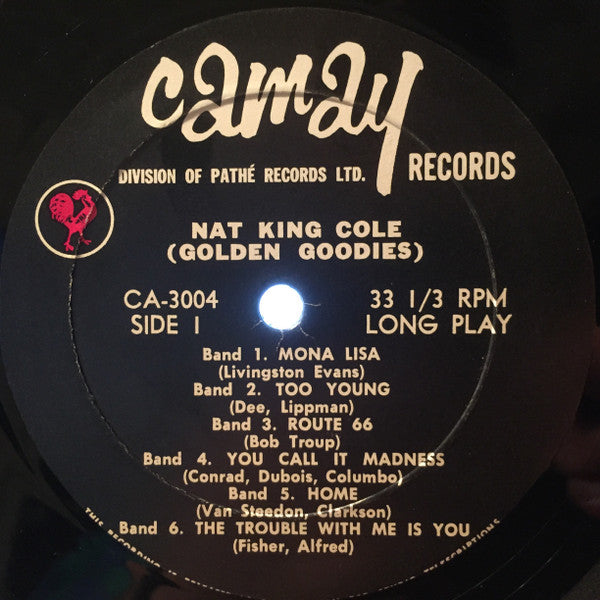 camay
DIVISION OF PATHÉ RECORDS LTD. RECORDS
NAT KING COLE
(GOLDEN GOODIES)
CA-3004 33 1/3 RPM
SIDE I LONG PLAY
Band 1. MONA LISA
(Livingston Evans)
Band 2. TOO YOUNG
(Dee, Lippman)
Band 3. ROUTE 66
(Bob Troup)
Band 4. YOU CALL IT MADNESS
(Conrad, Dubois, Columbo)
Band 5. HOME
(Van Steedon, Clarkson)
Band 6. THE TROUBLE WITH ME IS YOU
(Fisher, Alfred)
THIS RECORDING